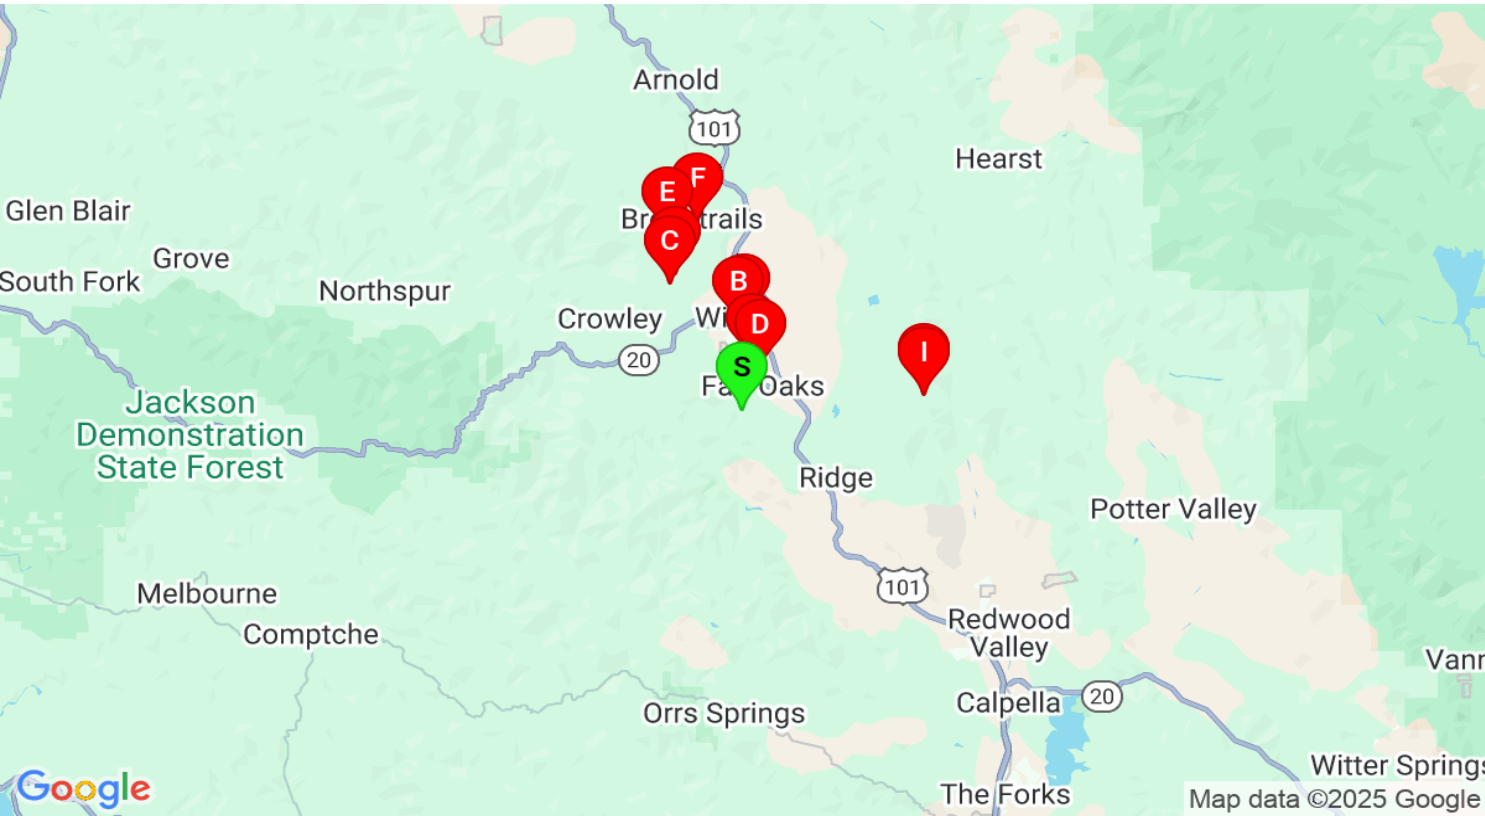 Arnold
101
Hearst
F
E
Glen Blair
C
Grove
South Fork
B
Northspur
Crowley
D
I
20
S
Jackson
Demonstration
State Forest
Ridge
Potter Valley
101
Melbourne
Redwood
Valley
Comptche
Calpella
20
Orrs Springs
Witter Springs
Google
The Forks
Map data ©2025 Google